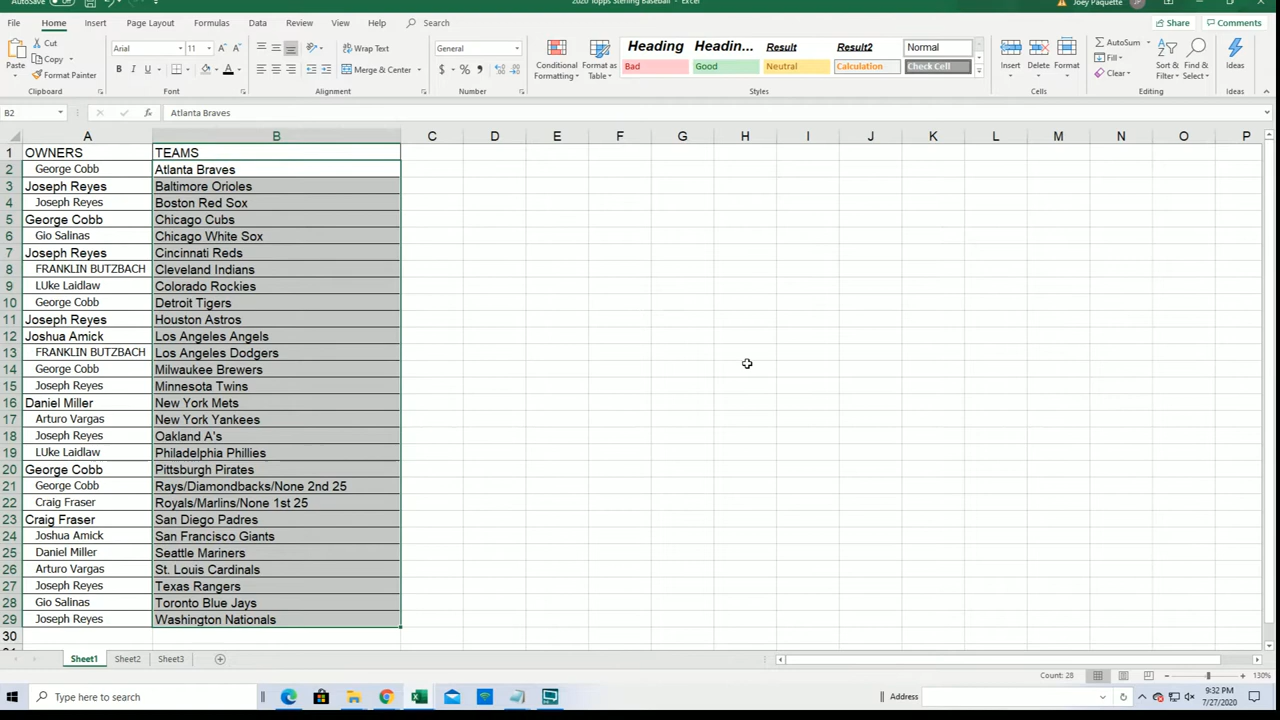 AutoSave
2020 Topps Sterling Baseball - Excel
Joey Paquette JP
File Home Insert Page Layout Formulas Data Review View Help Search Share Comments
Paste Cut Copy Format Painter Clipboard
Arial 11 B I U Font
Wrap Text Merge & Center Alignment
General $ % Number
Conditional Formatting Format as Table
Heading Headin... Result Result2 Normal
Bad Good Neutral Calculation Check Cell
Styles
Insert Delete Format Cells
AutoSum Fill Clear Sort & Filter Find & Select Editing
Ideas Ideas
B2 fx Atlanta Braves
A B C D E F G H I J K L M N O P
1 OWNERS TEAMS
2 George Cobb Atlanta Braves
3 Joseph Reyes Baltimore Orioles
4 Joseph Reyes Boston Red Sox
5 George Cobb Chicago Cubs
6 Gio Salinas Chicago White Sox
7 Joseph Reyes Cincinnati Reds
8 FRANKLIN BUTZBACH Cleveland Indians
9 LUke Laidlaw Colorado Rockies
10 George Cobb Detroit Tigers
11 Joseph Reyes Houston Astros
12 Joshua Amick Los Angeles Angels
13 FRANKLIN BUTZBACH Los Angeles Dodgers
14 George Cobb Milwaukee Brewers
15 Joseph Reyes Minnesota Twins
16 Daniel Miller New York Mets
17 Arturo Vargas New York Yankees
18 Joseph Reyes Oakland A's
19 LUke Laidlaw Philadelphia Phillies
20 George Cobb Pittsburgh Pirates
21 George Cobb Rays/Diamondbacks/None 2nd 25
22 Craig Fraser Royals/Marlins/None 1st 25
23 Craig Fraser San Diego Padres
24 Joshua Amick San Francisco Giants
25 Daniel Miller Seattle Mariners
26 Arturo Vargas St. Louis Cardinals
27 Joseph Reyes Texas Rangers
28 Gio Salinas Toronto Blue Jays
29 Joseph Reyes Washington Nationals
30
Sheet1 Sheet2 Sheet3
Count: 28 130%
Type here to search Address 9:32 PM
7/27/2020